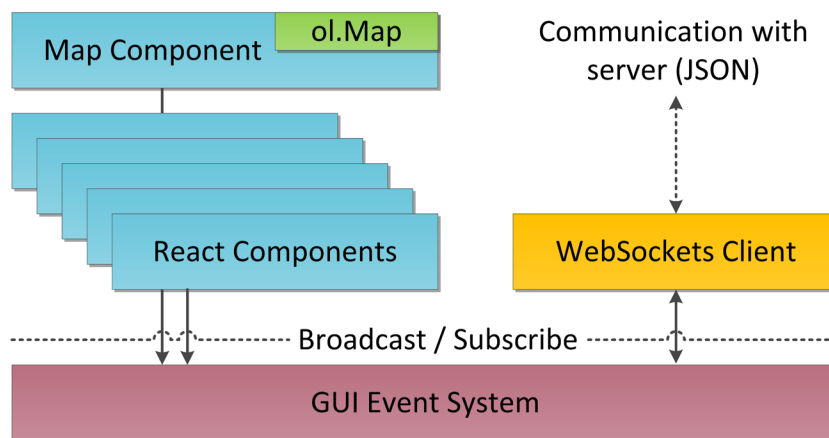 Map Component
ol.Map
Communication with
server (JSON)
React Components
WebSockets Client
Broadcast / Subscribe
GUI Event System